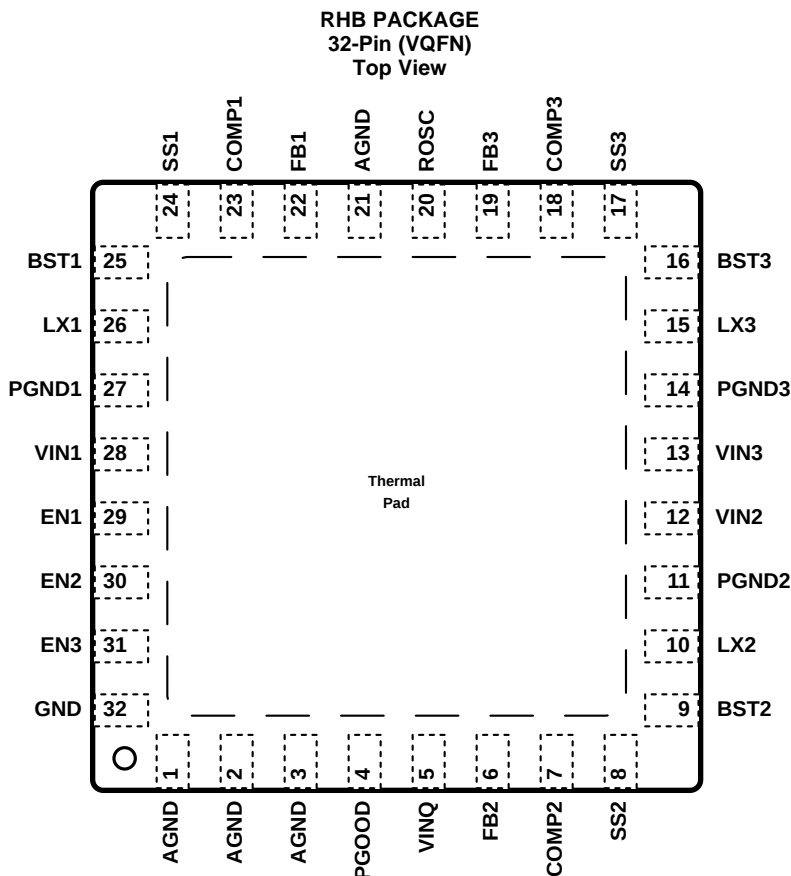 RHB PACKAGE
32-Pin (VQFN)
Top View
SS1
COMP1
FB1
AGND
ROSC
FB3
COMP3
SS3
24
23
22
21
20
19
18
17
BST1 25
16 BST3
LX1 26
15 LX3
PGND1 27
14 PGND3
VIN1 28
13 VIN3
Thermal
Pad
EN1 29
12 VIN2
EN2 30
11 PGND2
EN3 31
10 LX2
GND 32
9 BST2
1
2
3
4
5
6
7
8
AGND
AGND
AGND
PGOOD
VINQ
FB2
COMP2
SS2